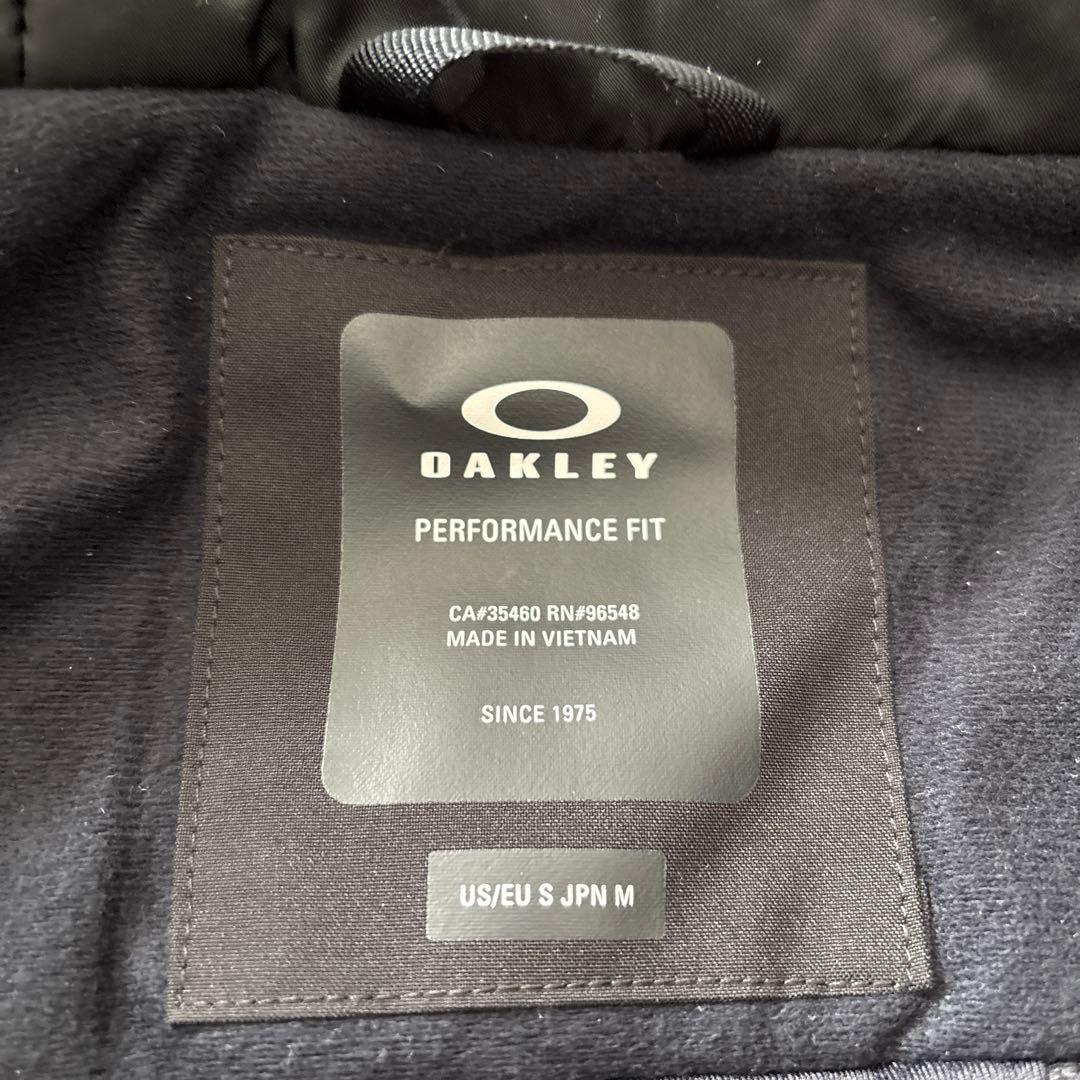 OAKLEY
PERFORMANCE FIT
CA#35460 RN#96548
MADE IN VIETNAM
SINCE 1975
US/EU S JPN M